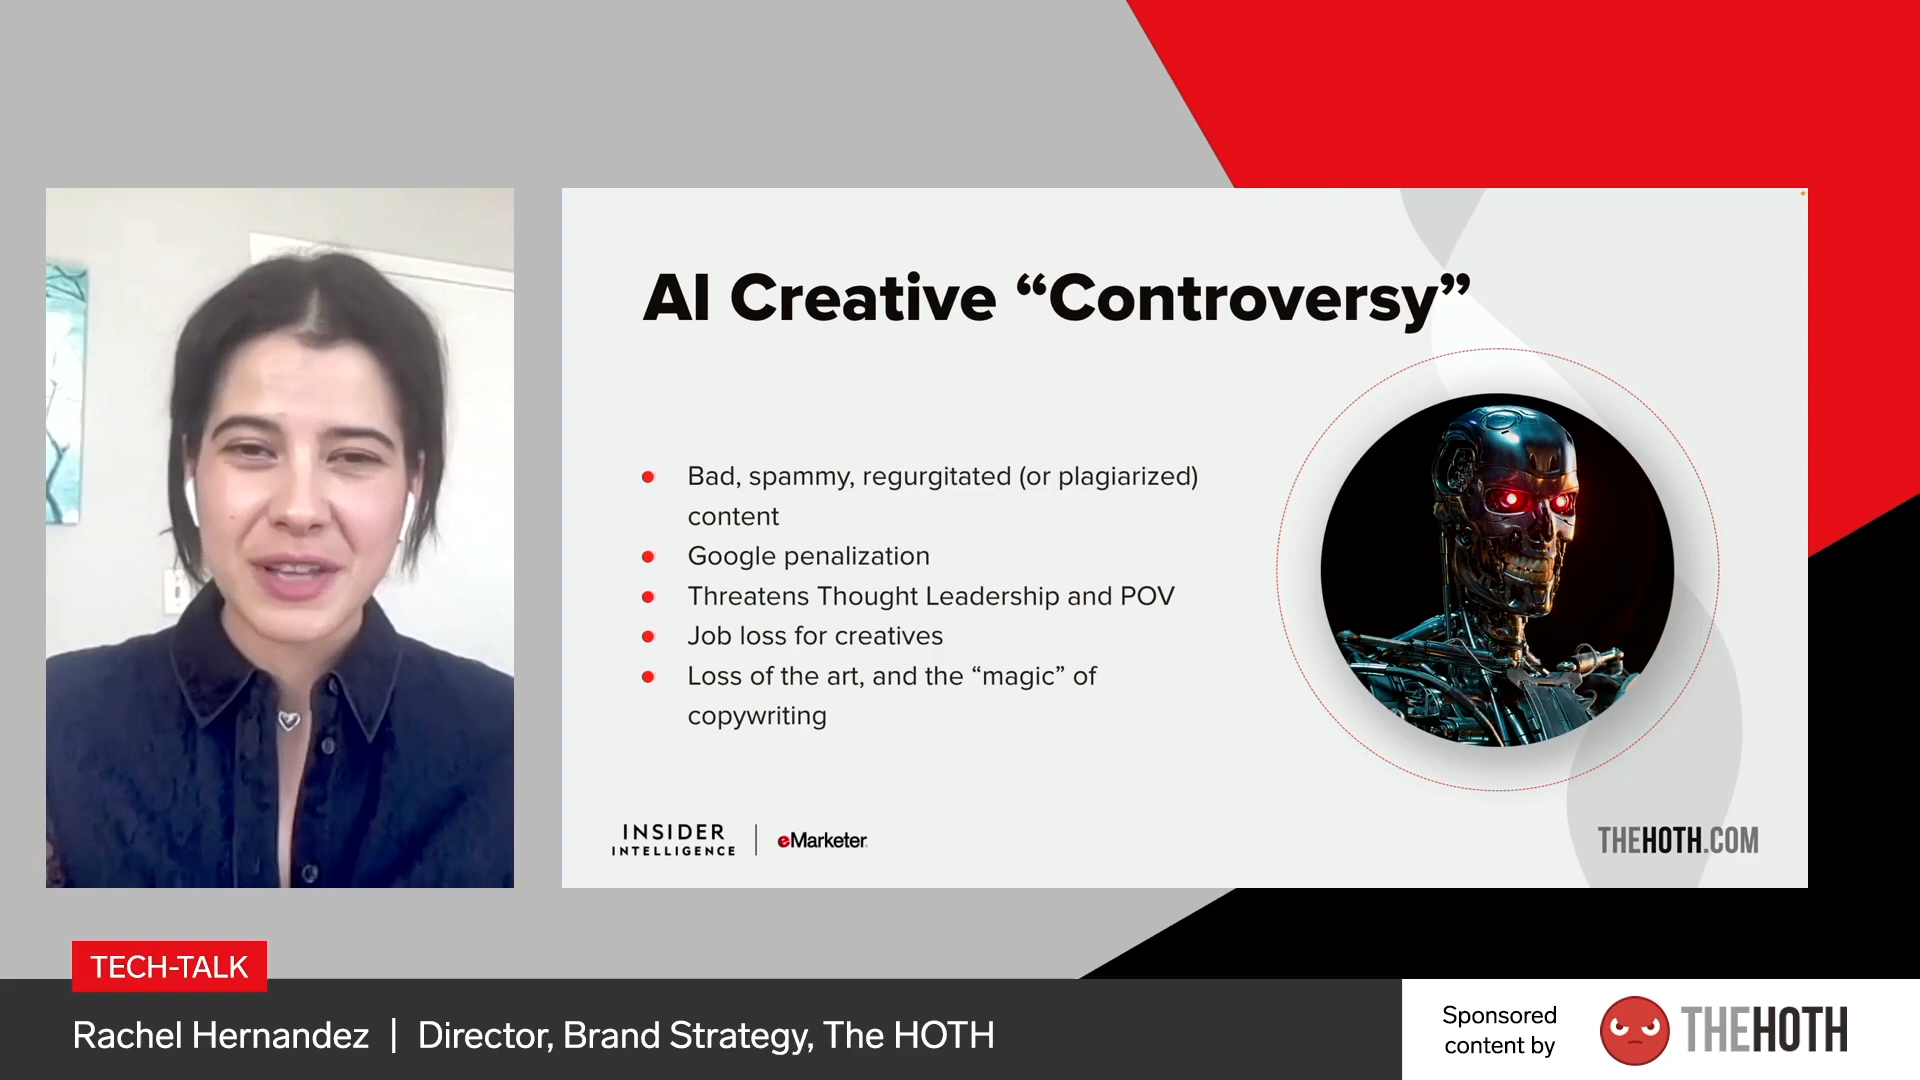 AI Creative “Controversy”
Bad, spammy, regurgitated (or plagiarized)
content
Google penalization
Threatens Thought Leadership and POV
Job loss for creatives
Loss of the art, and the “magic” of
copywriting
INSIDER
INTELLIGENCE
eMarketer
THEHOTH.COM
TECH-TALK
Rachel Hernandez | Director, Brand Strategy, The HOTH
Sponsored
content by
THEHOTH